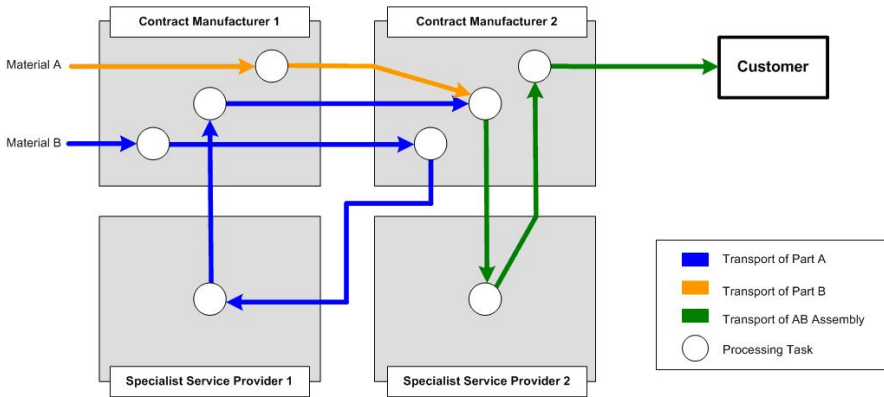 Contract Manufacturer 1
Contract Manufacturer 2
Material A
Customer
Material B
Transport of Part A
Transport of Part B
Transport of AB Assembly
Processing Task
Specialist Service Provider 1
Specialist Service Provider 2